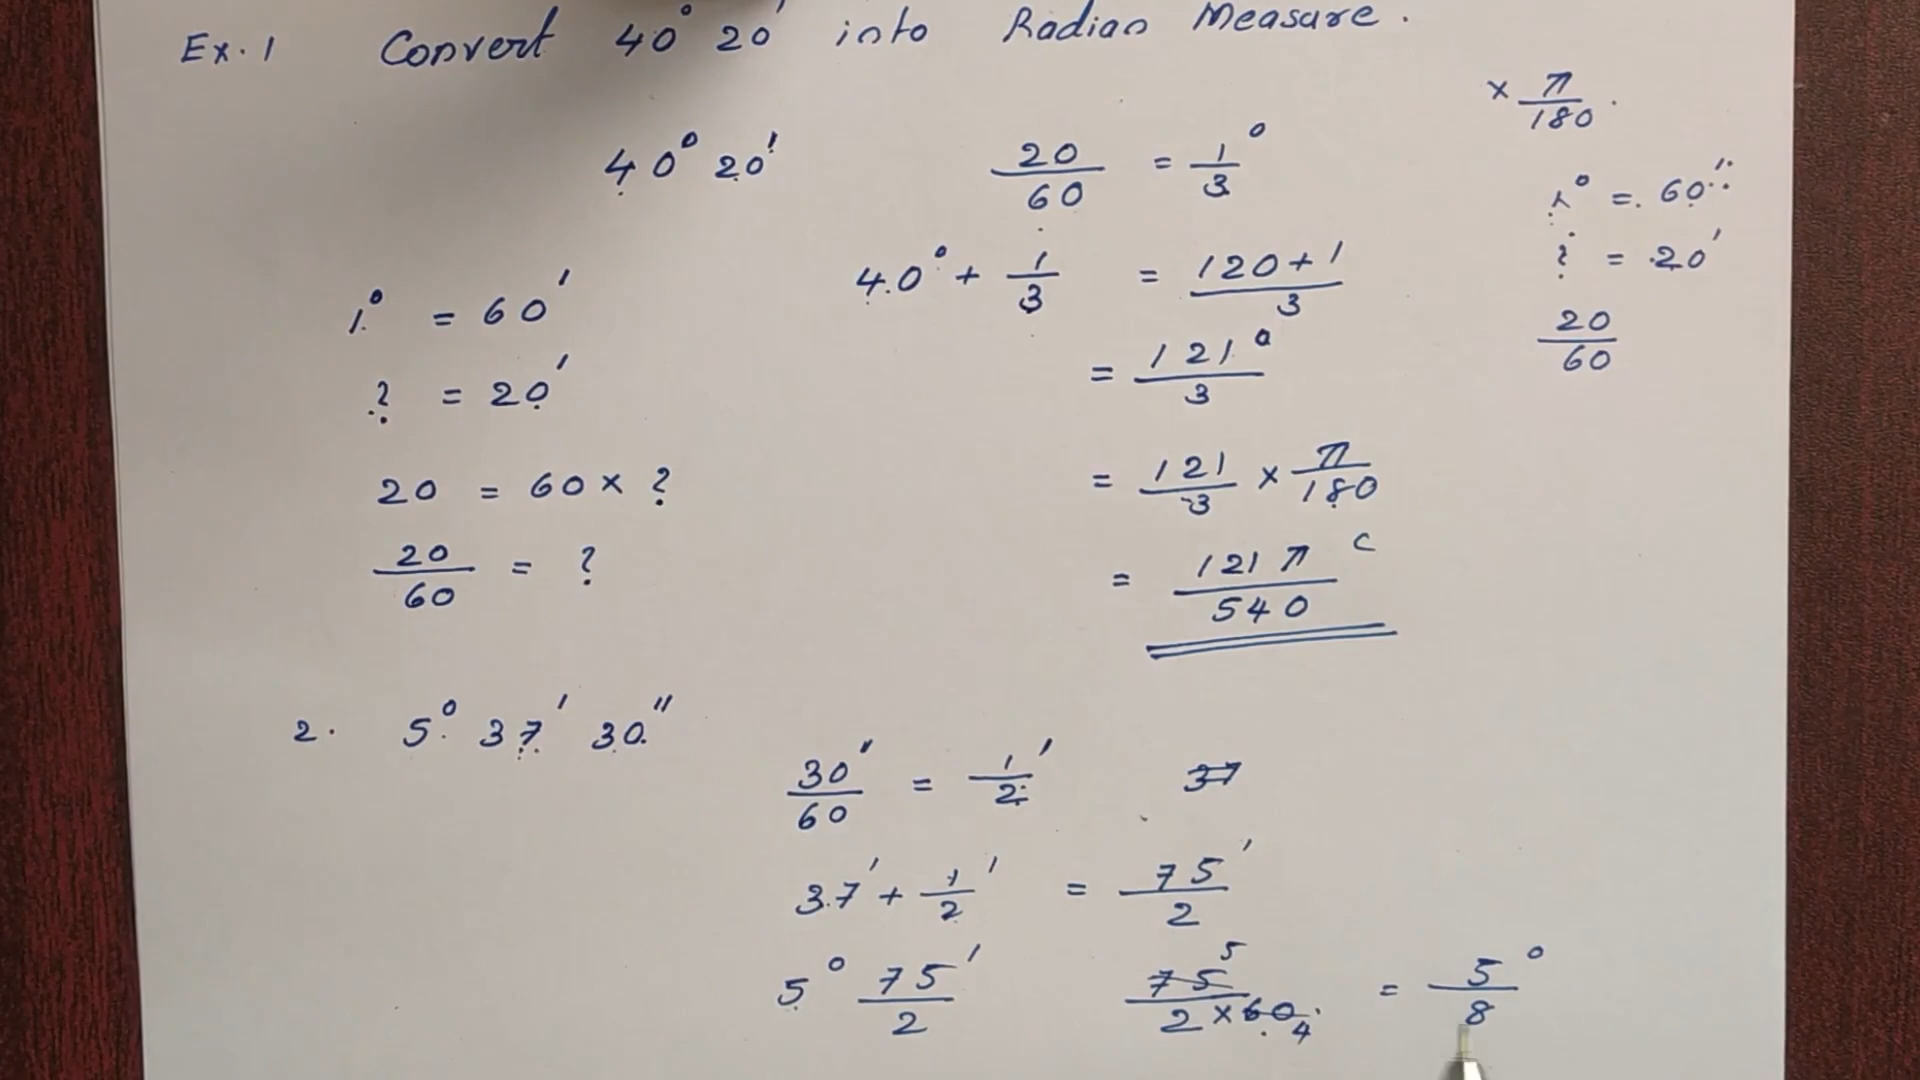 Ex. 1 Convert 40° 20' into Radian Measure.
× π/180
40° 20'
20/60 = 1/3°
1° = 60'
? = 20'
20/60
40° + 1/3 = (120+1)/3
= 121°/3
= 121/3 × π/180
= 121π/540 c
1° = 60'
? = 20'
20 = 60 × ?
20/60 = ?
2. 5° 37' 30"
30"/60 = 1/2'
37
37' + 1/2' = 75'/2
5° 75'/2
75/(2×60) 5 4 = 5/8°